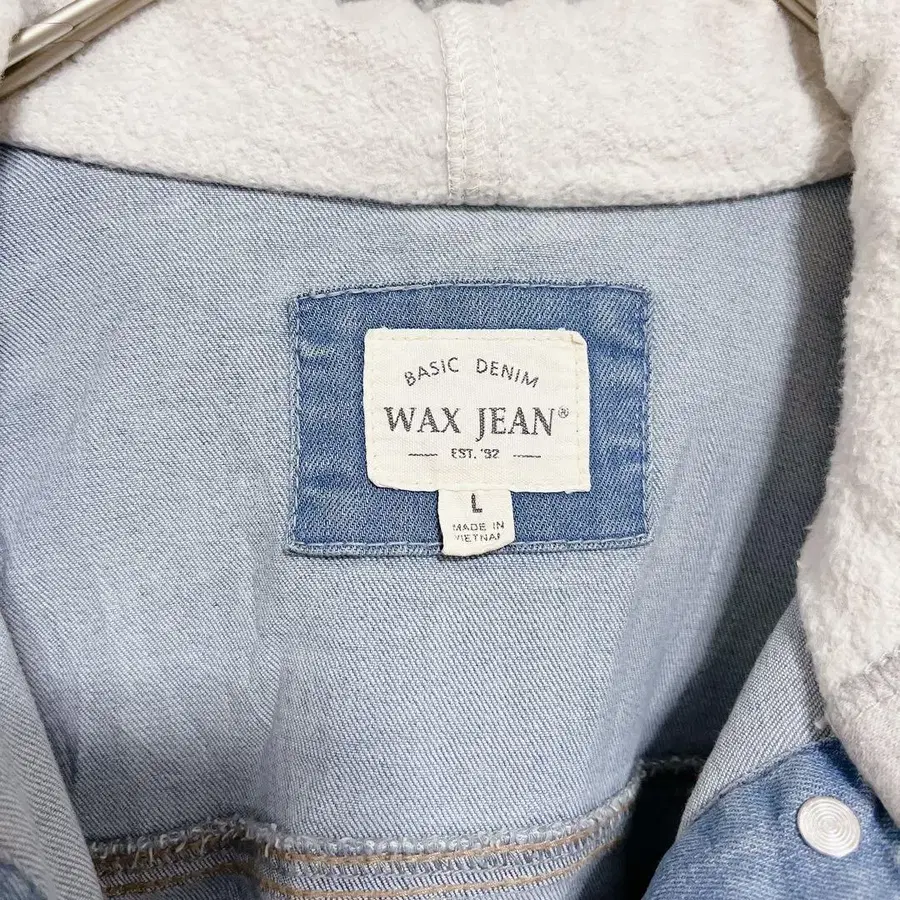 BASIC DENIM
WAX JEAN®
EST. '92
L
MADE IN
VIETNAM